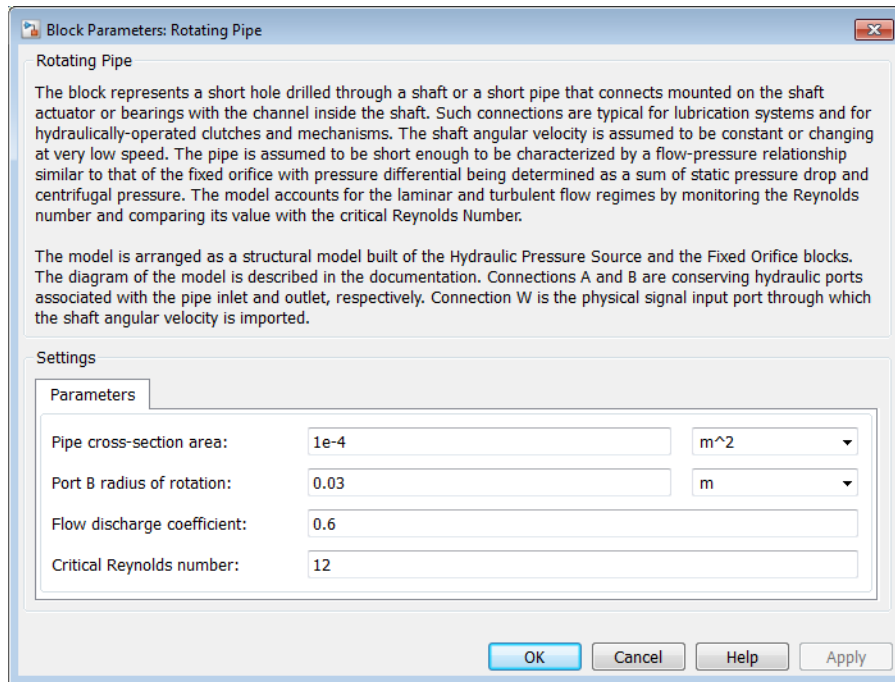 Block Parameters: Rotating Pipe
Rotating Pipe
The block represents a short hole drilled through a shaft or a short pipe that connects mounted on the shaft
actuator or bearings with the channel inside the shaft. Such connections are typical for lubrication systems and for
hydraulically-operated clutches and mechanisms. The shaft angular velocity is assumed to be constant or changing
at very low speed. The pipe is assumed to be short enough to be characterized by a flow-pressure relationship
similar to that of the fixed orifice with pressure differential being determined as a sum of static pressure drop and
centrifugal pressure. The model accounts for the laminar and turbulent flow regimes by monitoring the Reynolds
number and comparing its value with the critical Reynolds Number.
The model is arranged as a structural model built of the Hydraulic Pressure Source and the Fixed Orifice blocks.
The diagram of the model is described in the documentation. Connections A and B are conserving hydraulic ports
associated with the pipe inlet and outlet, respectively. Connection W is the physical signal input port through which
the shaft angular velocity is imported.
Settings
Parameters
Pipe cross-section area: 1e-4 m^2
Port B radius of rotation: 0.03 m
Flow discharge coefficient: 0.6
Critical Reynolds number: 12
OK Cancel Help Apply